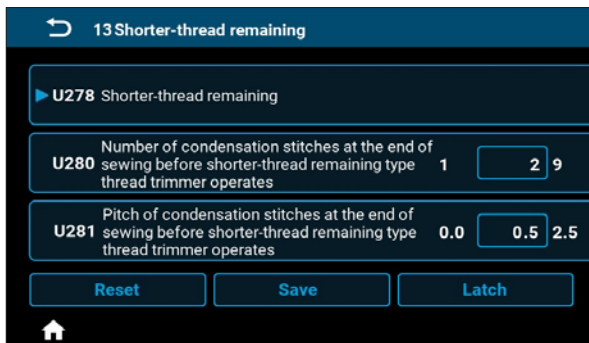 13 Shorter-thread remaining
U278 Shorter-thread remaining
Number of condensation stitches at the end of
U280 sewing before shorter-thread remaining type 1 2 9
thread trimmer operates
Pitch of condensation stitches at the end of
U281 sewing before shorter-thread remaining type 0.0 0.5 2.5
thread trimmer operates
Reset Save Latch